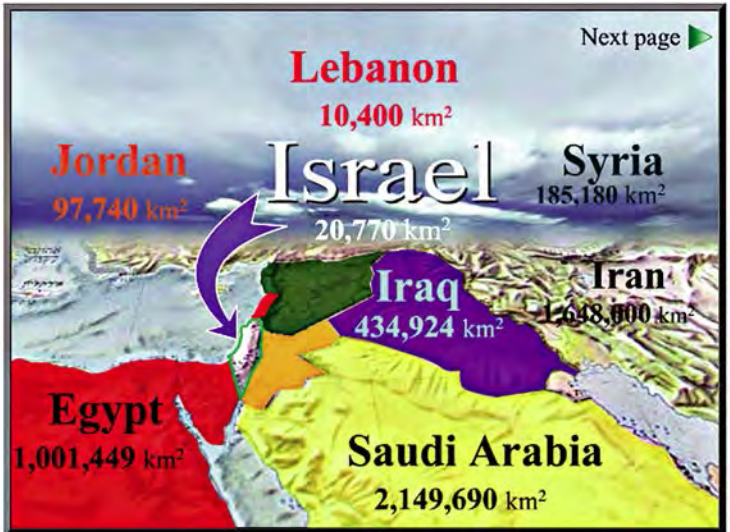 Next page
Lebanon
10,400 km²
Jordan
97,740 km²
Israel
20,770 km²
Syria
185,180 km²
Iraq
434,924 km²
Iran
1,648,000 km²
Egypt
1,001,449 km²
Saudi Arabia
2,149,690 km²